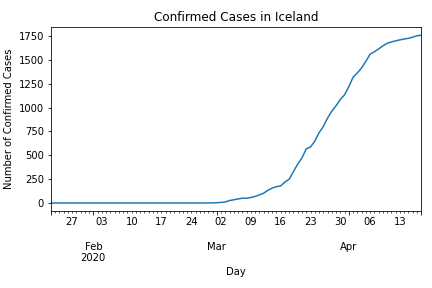 Confirmed Cases in Iceland
Number of Confirmed Cases
1750
1500
1250
1000
750
500
250
0
27 03 10 17 24 02 09 16 23 30 06 13
Feb Mar Apr
2020
Day